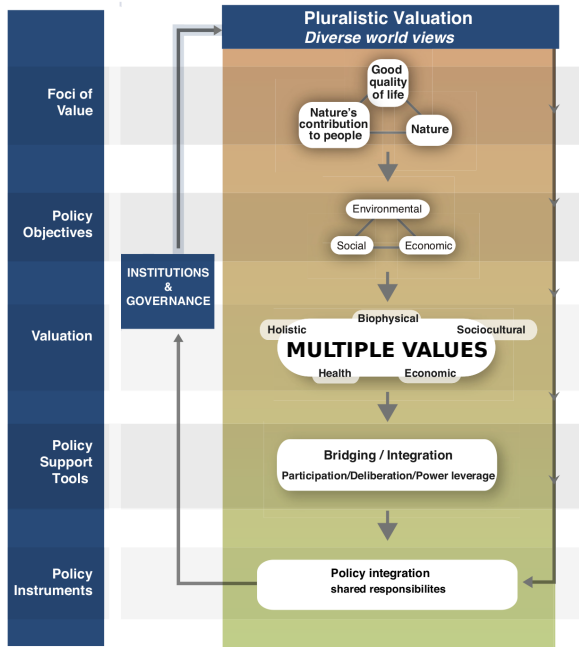 Pluralistic Valuation
Diverse world views
Foci of
Value
Good
quality
of life
Nature's
contribution
to people
Nature
Policy
Objectives
Environmental
Social
Economic
INSTITUTIONS
&
GOVERNANCE
Valuation
Biophysical
Holistic
Sociocultural
MULTIPLE VALUES
Health
Economic
Policy
Support
Tools
Bridging / Integration
Participation/Deliberation/Power leverage
Policy
Instruments
Policy integration
shared responsibilites